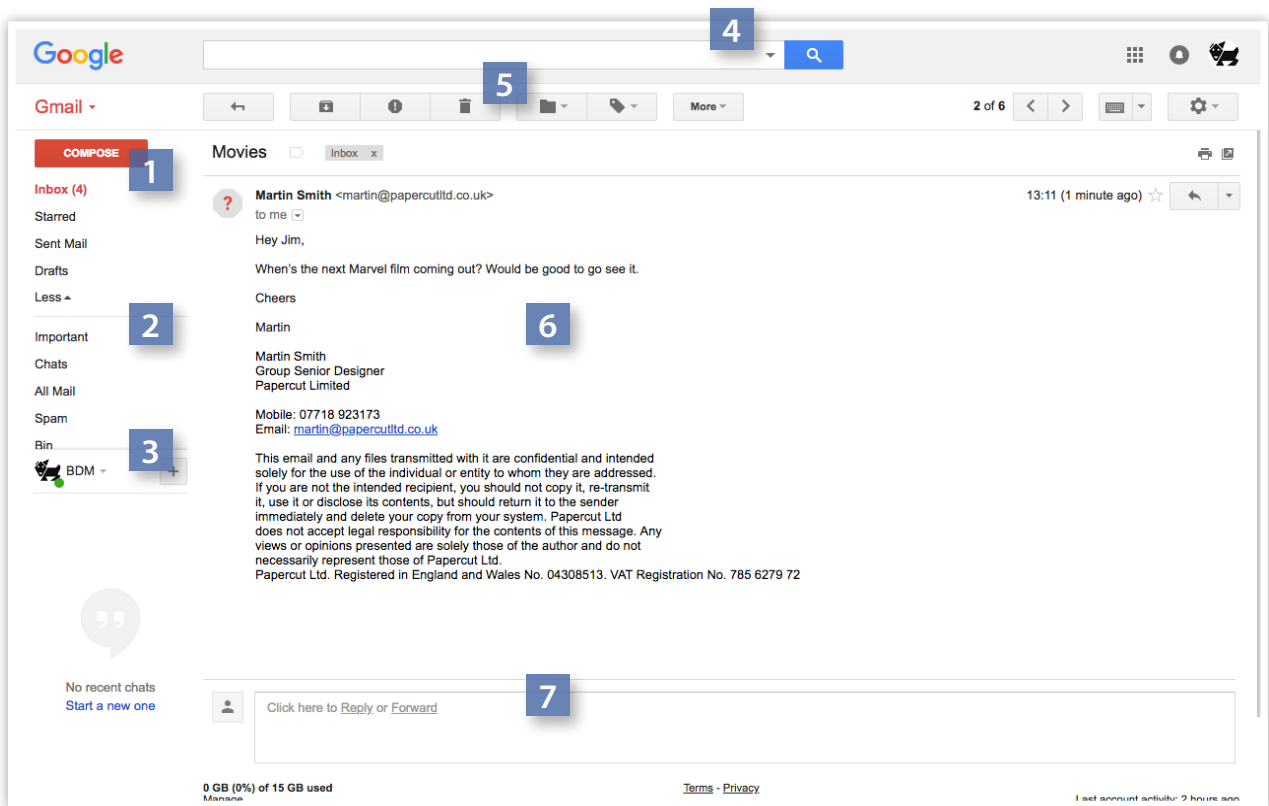 4
Google
5
Gmail
More
2 of 6
COMPOSE
1
Movies
Inbox x
Inbox (4)
Starred
Sent Mail
Drafts
Less
2
Important
Chats
All Mail
Spam
Bin
3
BDM
+
No recent chats
Start a new one
?
Martin Smith <martin@papercutltd.co.uk>
13:11 (1 minute ago)
to me
Hey Jim,
When's the next Marvel film coming out? Would be good to go see it.
Cheers
6
Martin
Martin Smith
Group Senior Designer
Papercut Limited
Mobile: 07718 923173
Email: martin@papercutltd.co.uk
This email and any files transmitted with it are confidential and intended
solely for the use of the individual or entity to whom they are addressed.
If you are not the intended recipient, you should not copy it, re-transmit
it, use it or disclose its contents, but should return it to the sender
immediately and delete your copy from your system. Papercut Ltd
does not accept legal responsibility for the contents of this message. Any
views or opinions presented are solely those of the author and do not
necessarily represent those of Papercut Ltd.
Papercut Ltd. Registered in England and Wales No. 04308513. VAT Registration No. 785 6279 72
7
Click here to Reply or Forward
0 GB (0%) of 15 GB used
Manage
Terms - Privacy
Last account activity: 2 hours ago